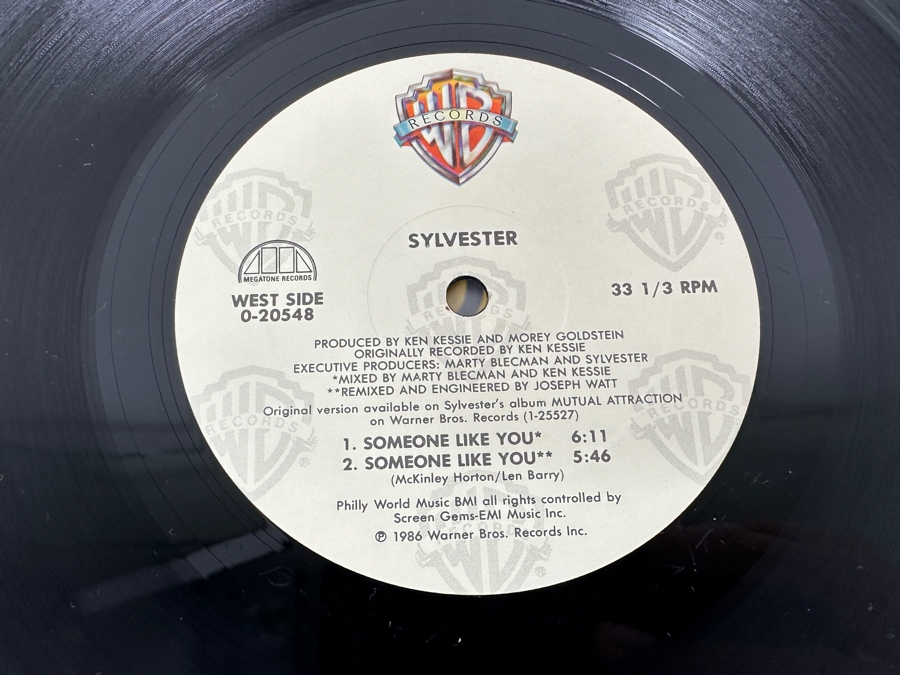 WB
RECORDS
SYLVESTER
MEGATONE RECORDS
WEST SIDE
0-20548
33 1/3 RPM
PRODUCED BY KEN KESSIE AND MOREY GOLDSTEIN
ORIGINALLY RECORDED BY KEN KESSIE
EXECUTIVE PRODUCERS: MARTY BLECMAN AND SYLVESTER
*MIXED BY MARTY BLECMAN AND KEN KESSIE
**REMIXED AND ENGINEERED BY JOSEPH WATT
Original version available on Sylvester's album MUTUAL ATTRACTION
on Warner Bros. Records (1-25527)
1. SOMEONE LIKE YOU* 6:11
2. SOMEONE LIKE YOU** 5:46
(McKinley Horton/Len Barry)
Philly World Music BMI all rights controlled by
Screen Gems-EMI Music Inc.
℗ 1986 Warner Bros. Records Inc.